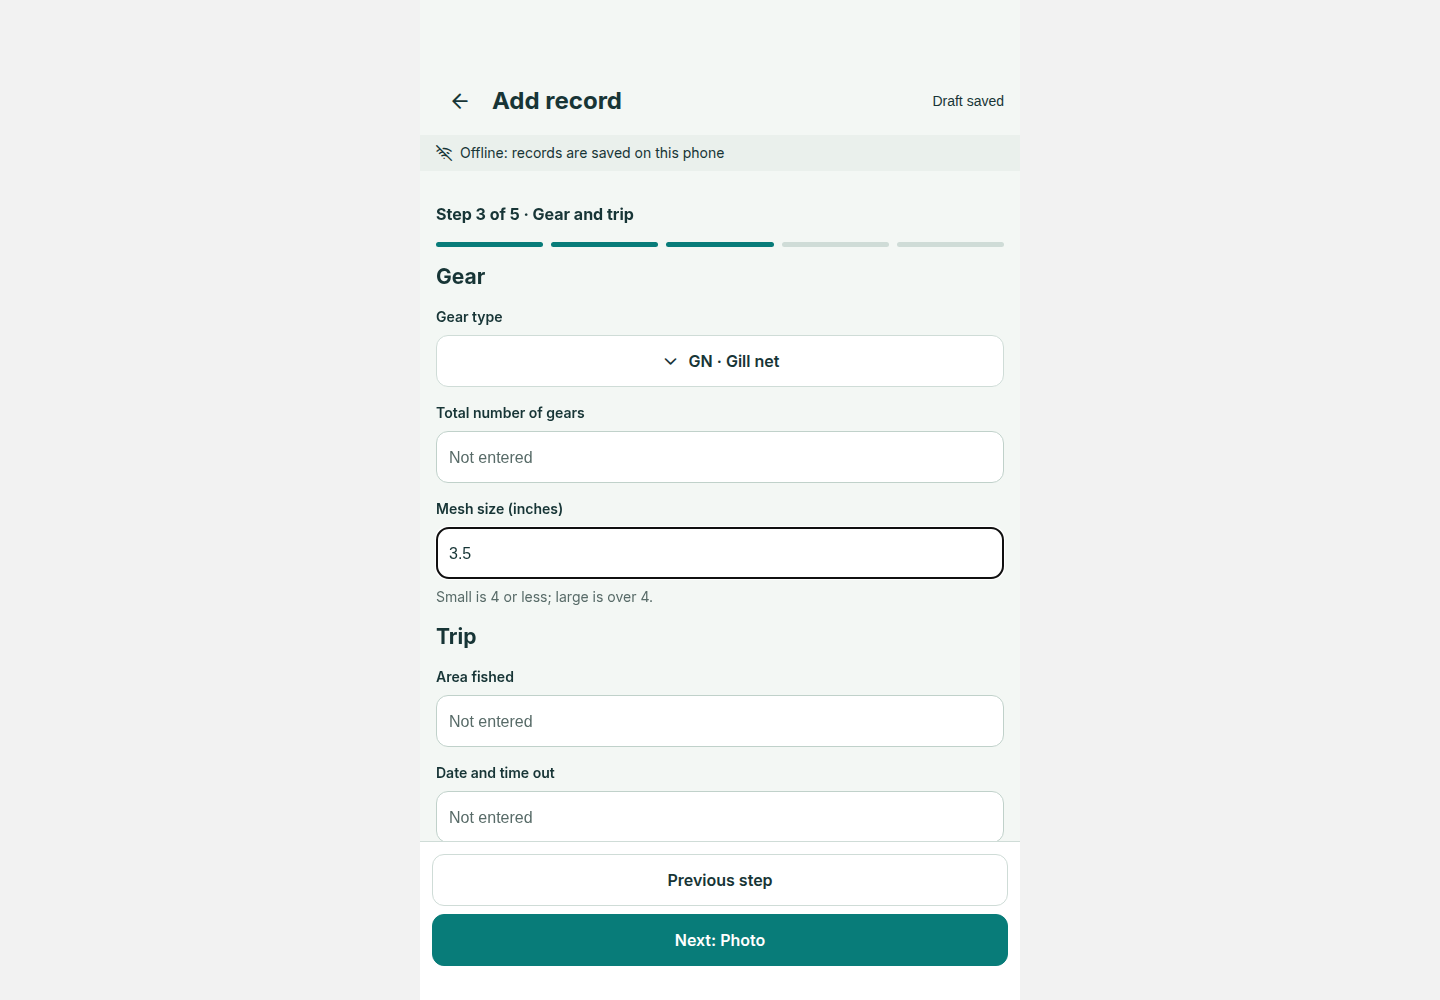 Add record
Draft saved
Offline: records are saved on this phone
Step 3 of 5 · Gear and trip
Gear
Gear type
GN · Gill net
Total number of gears
Not entered
Mesh size (inches)
3.5
Small is 4 or less; large is over 4.
Trip
Area fished
Not entered
Date and time out
Not entered
Previous step
Next: Photo